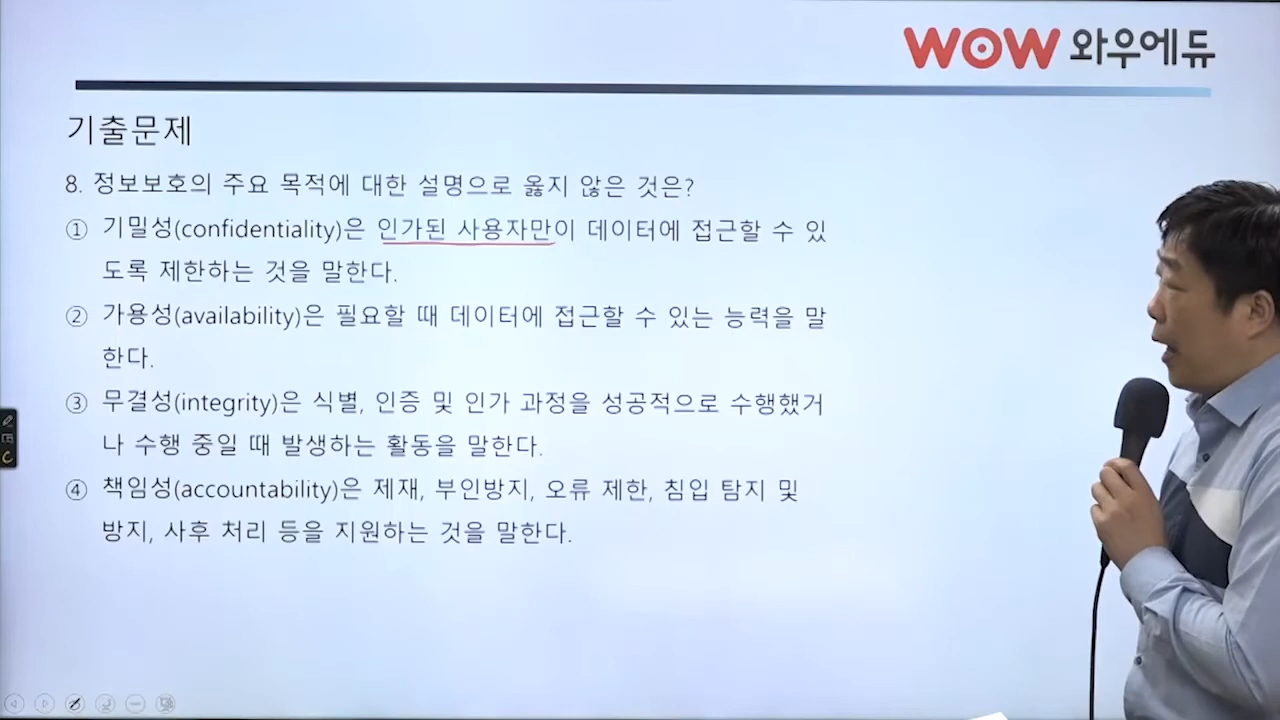 WOW 와우에듀
기출문제
8. 정보보호의 주요 목적에 대한 설명으로 옳지 않은 것은?
① 기밀성(confidentiality)은 인가된 사용자만이 데이터에 접근할 수 있
도록 제한하는 것을 말한다.
② 가용성(availability)은 필요할 때 데이터에 접근할 수 있는 능력을 말
한다.
③ 무결성(integrity)은 식별, 인증 및 인가 과정을 성공적으로 수행했거
나 수행 중일 때 발생하는 활동을 말한다.
④ 책임성(accountability)은 제재, 부인방지, 오류 제한, 침입 탐지 및
방지, 사후 처리 등을 지원하는 것을 말한다.